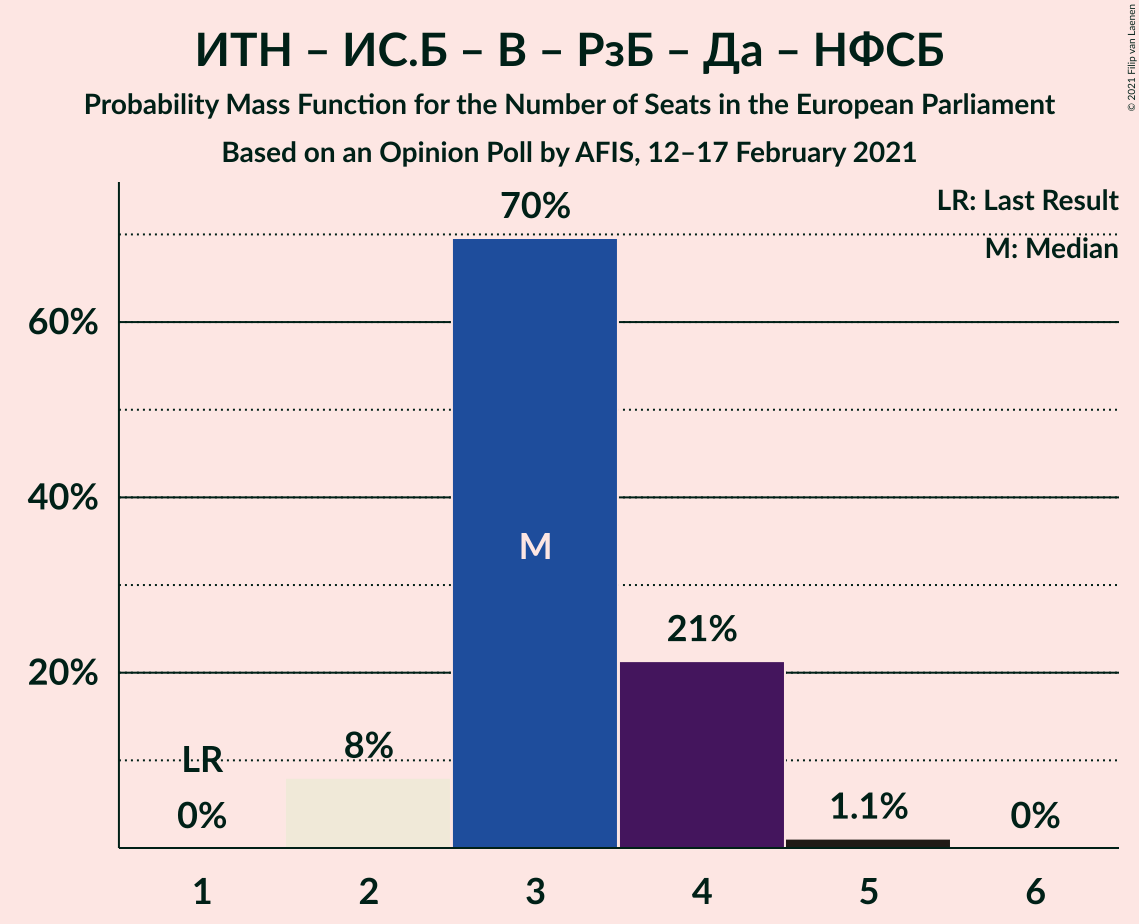 ИТН – ИС.Б – В – РзБ – Да – НФСБ
Probability Mass Function for the Number of Seats in the European Parliament
Based on an Opinion Poll by AFIS, 12–17 February 2021
© 2021 Filip van Laenen
LR: Last Result
M: Median
70%
60%
40%
M
21%
20%
LR
8%
0%
1.1%
0%
1 2 3 4 5 6